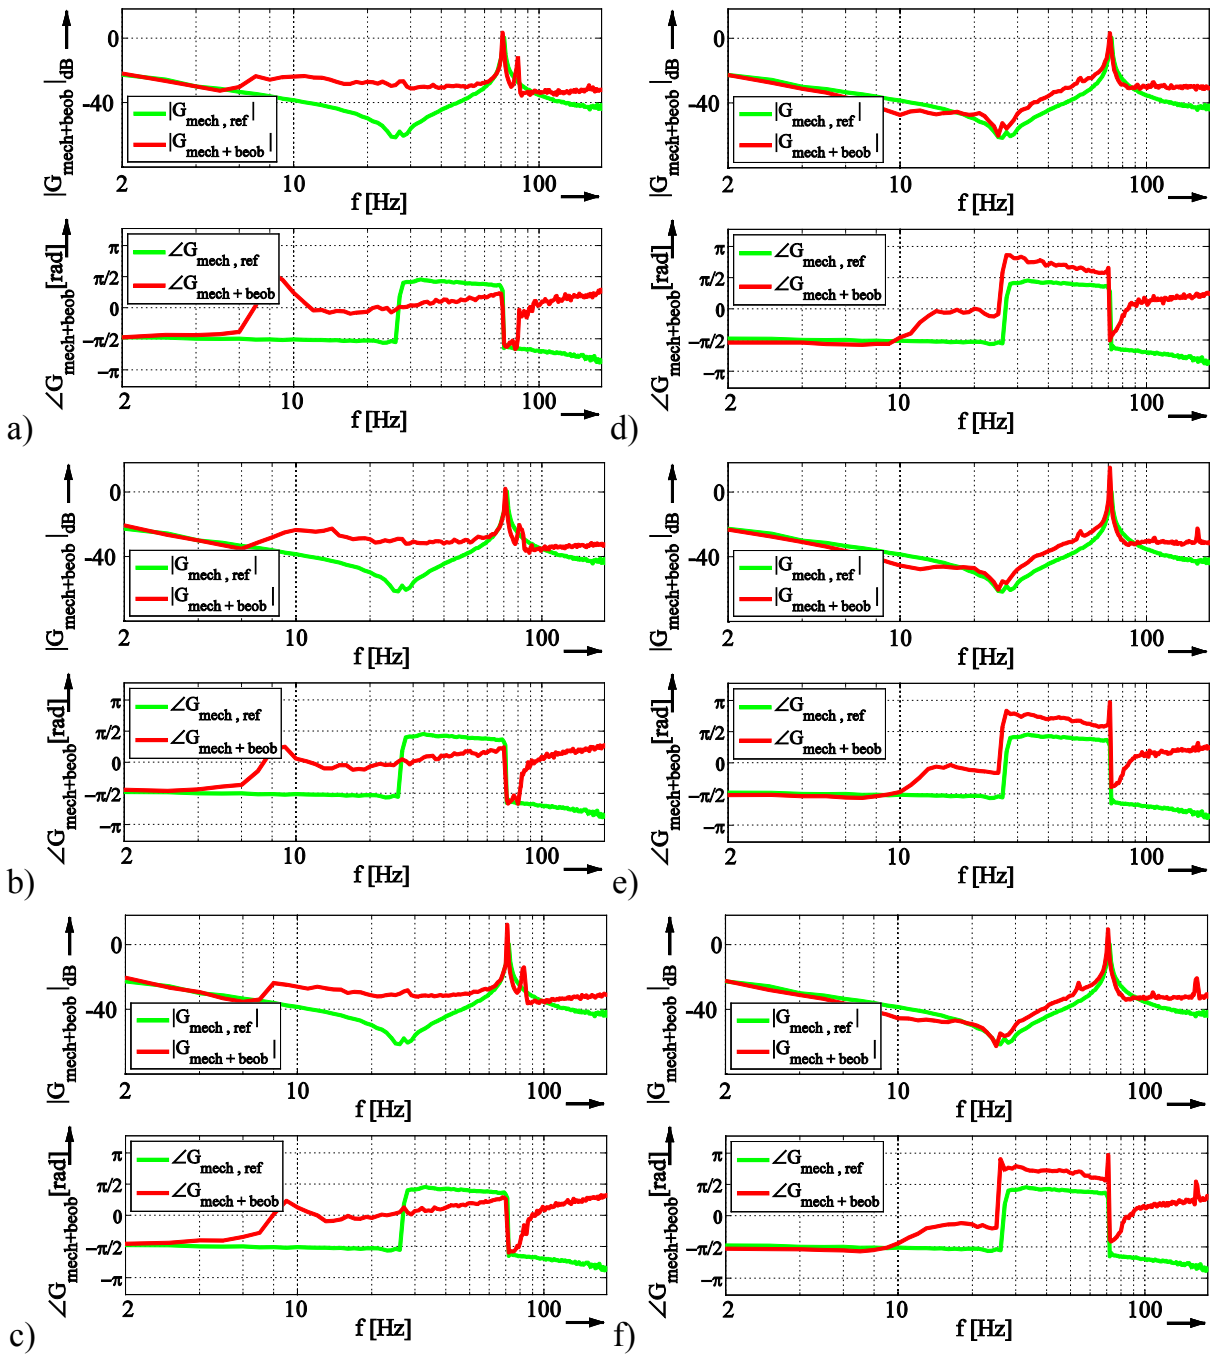 |G_mech+beob|_dB
0
−40
|G_mech , ref|
|G_mech + beob|
2 10 100
f [Hz]
∠G_mech+beob[rad]
π
π/2
0
−π/2
−π
∠G_mech , ref
∠G_mech + beob
2 10 100
f [Hz]
a)
|G_mech+beob|_dB
0
−40
|G_mech , ref|
|G_mech + beob|
2 10 100
f [Hz]
∠G_mech+beob[rad]
π
π/2
0
−π/2
−π
∠G_mech , ref
∠G_mech + beob
2 10 100
f [Hz]
d)
|G_mech+beob|_dB
0
−40
|G_mech , ref|
|G_mech + beob|
2 10 100
f [Hz]
∠G_mech+beob[rad]
π
π/2
0
−π/2
−π
∠G_mech , ref
∠G_mech + beob
2 10 100
f [Hz]
b)
|G_mech+beob|_dB
0
−40
|G_mech , ref|
|G_mech + beob|
2 10 100
f [Hz]
∠G_mech+beob[rad]
π
π/2
0
−π/2
−π
∠G_mech , ref
∠G_mech + beob
2 10 100
f [Hz]
e)
|G_mech+beob|_dB
0
−40
|G_mech , ref|
|G_mech + beob|
2 10 100
f [Hz]
∠G_mech+beob[rad]
π
π/2
0
−π/2
−π
∠G_mech , ref
∠G_mech + beob
2 10 100
f [Hz]
c)
|G_mech+beob|_dB
0
−40
|G_mech , ref|
|G_mech + beob|
2 10 100
f [Hz]
∠G_mech+beob[rad]
π
π/2
0
−π/2
−π
∠G_mech , ref
∠G_mech + beob
2 10 100
f [Hz]
f)